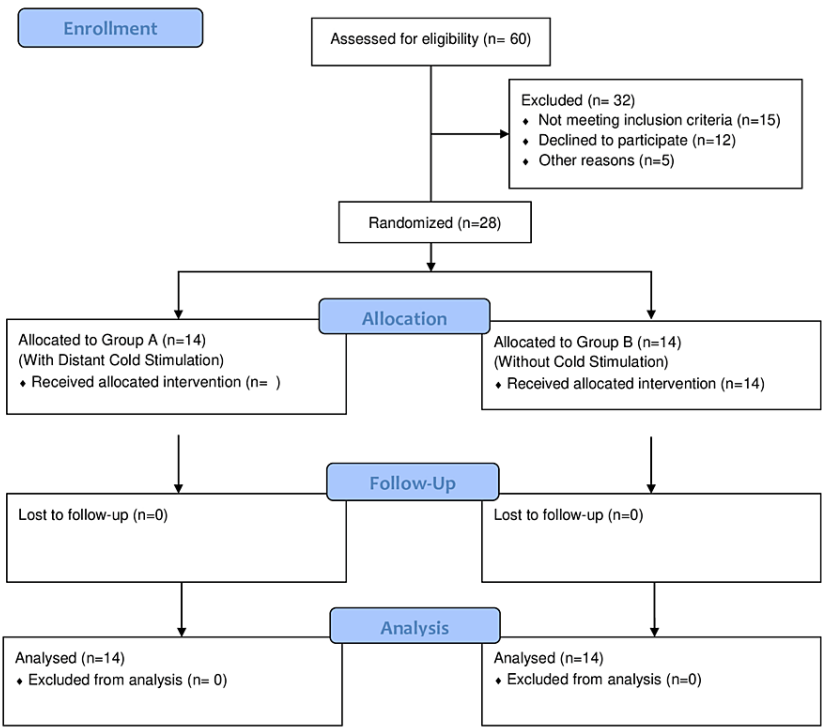 Enrollment
Assessed for eligibility (n= 60)
Excluded (n= 32)
♦ Not meeting inclusion criteria (n=15)
♦ Declined to participate (n=12)
♦ Other reasons (n=5)
Randomized (n=28)
Allocation
Allocated to Group A (n=14)
(With Distant Cold Stimulation)
♦ Received allocated intervention (n=  )
Allocated to Group B (n=14)
(Without Cold Stimulation)
♦ Received allocated intervention (n=14)
Follow-Up
Lost to follow-up (n=0)
Lost to follow-up (n=0)
Analysis
Analysed (n=14)
♦ Excluded from analysis (n= 0)
Analysed (n=14)
♦ Excluded from analysis (n=0)